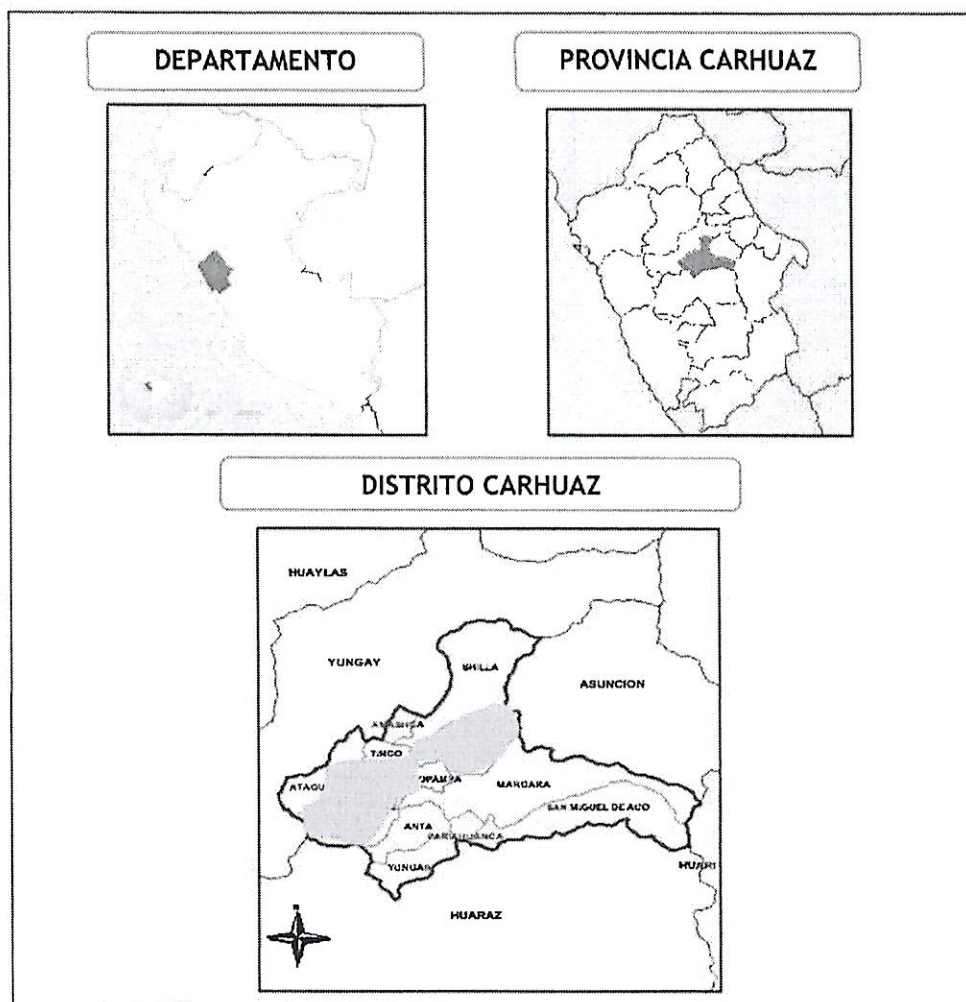 DEPARTAMENTO
PROVINCIA CARHUAZ
DISTRITO CARHUAZ
HUAYLAS
YUNGAY
SHILLA
ASUNCION
TINCO
ATAQU
MARCARA
SAN MIGUEL DE ACO
ANTA
PARIAHUANCA
YUNGAR
HUARI
HUARAZ